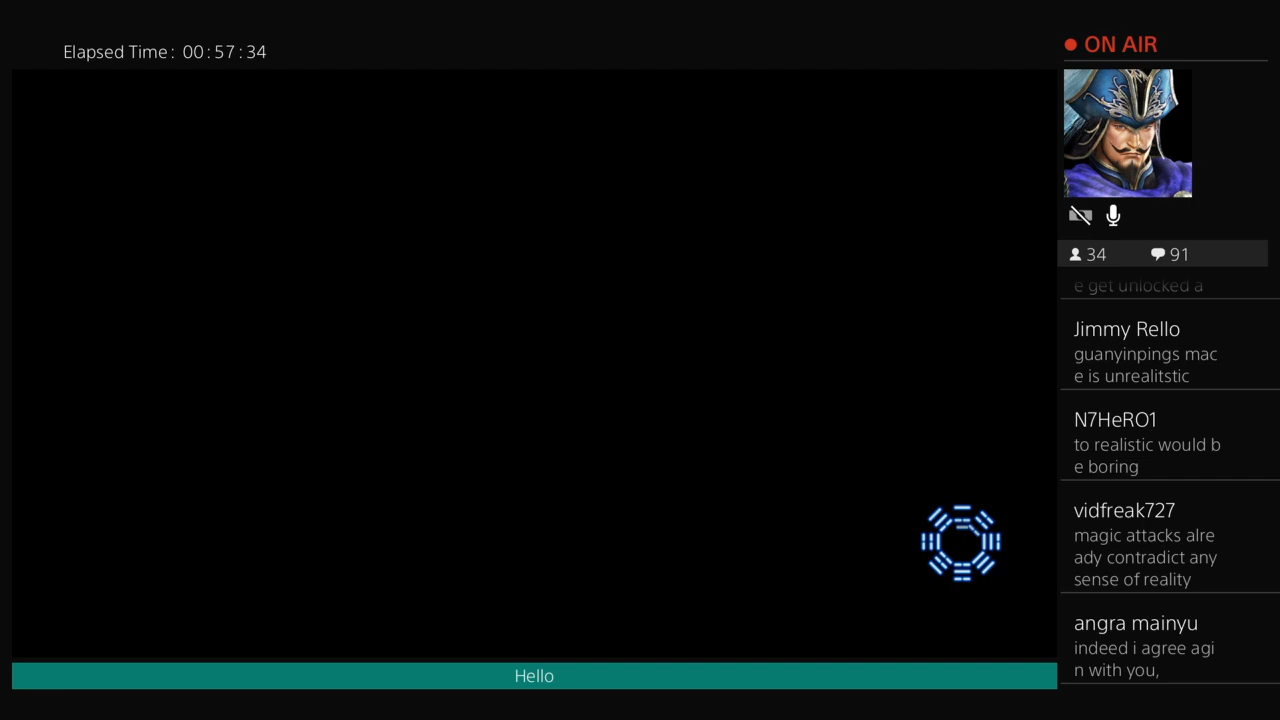 Elapsed Time: 00:57:34
ON AIR
34 91
e get unlocked a
Jimmy Rello
guanyinpings mac
e is unrealitstic
N7HeRO1
to realistic would b
e boring
vidfreak727
magic attacks alre
ady contradict any
sense of reality
angra mainyu
indeed i agree agi
n with you,
Hello